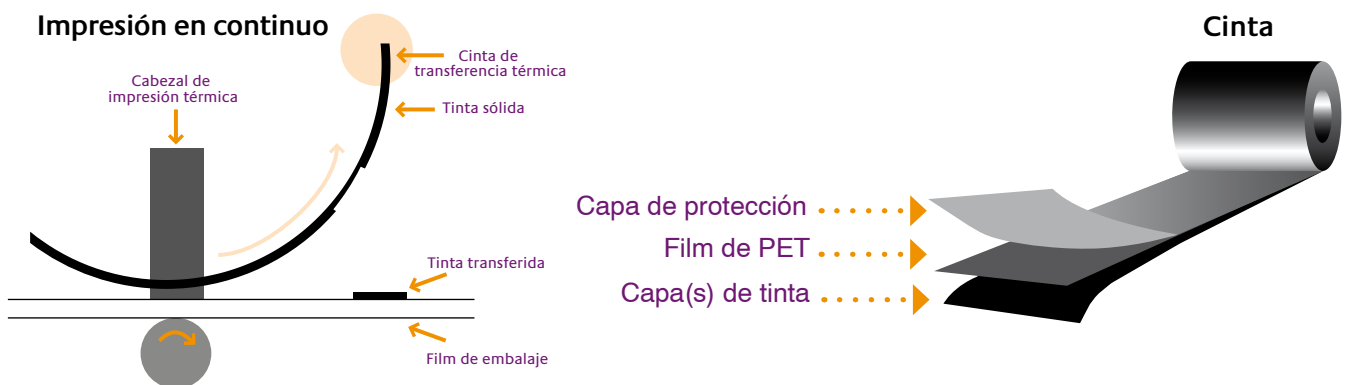 Impresión en continuo
Cinta de
transferencia térmica
Cabezal de
impresión térmica
Tinta sólida
Tinta transferida
Film de embalaje
Cinta
Capa de protección
Film de PET
Capa(s) de tinta